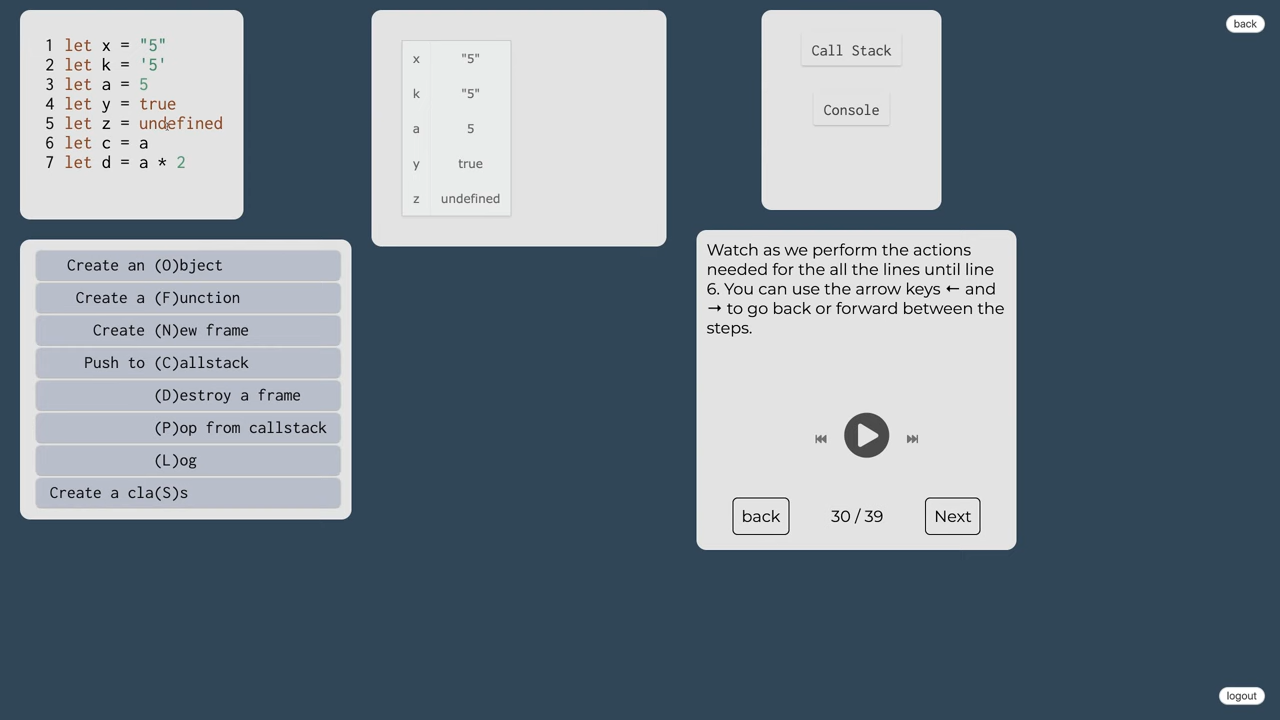 1 let x = "5"
2 let k = '5'
3 let a = 5
4 let y = true
5 let z = undefined
6 let c = a
7 let d = a * 2
x "5"
k "5"
a 5
y true
z undefined
Call Stack
Console
back
Create an (O)bject
Create a (F)unction
Create (N)ew frame
Push to (C)allstack
(D)estroy a frame
(P)op from callstack
(L)og
Create a cla(S)s
Watch as we perform the actions
needed for the all the lines until line
6. You can use the arrow keys ← and
→ to go back or forward between the
steps.
back 30 / 39 Next
logout